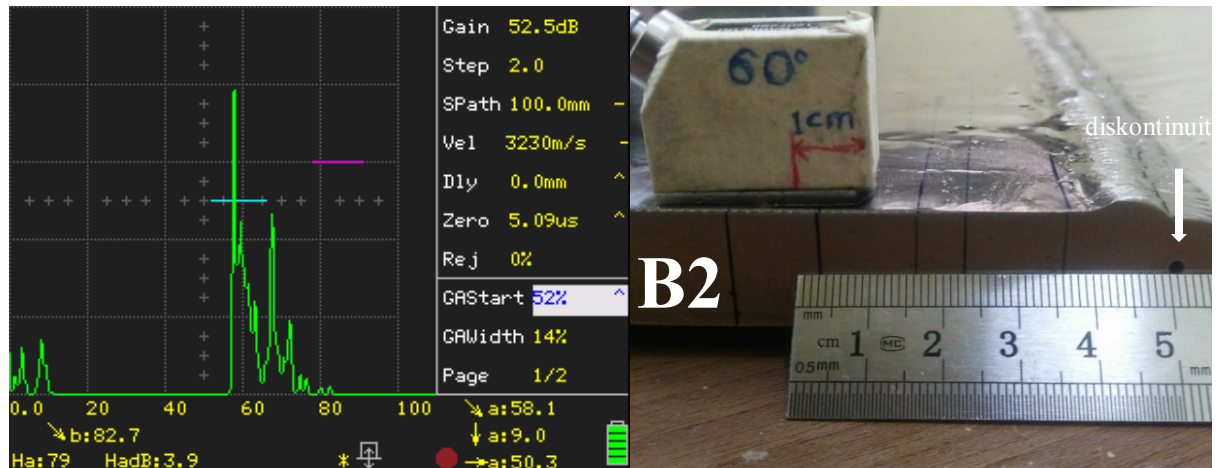 Gain 52.5dB
Step 2.0
SPath 100.0mm
Vel 3230m/s
Dly 0.0mm
Zero 5.09us
Rej 0%
GAStart 52%
GAWidth 14%
Page 1/2
0.0 20 40 60 80 100
b:82.7
a:58.1
a:9.0
Ha:79 HadB:3.9 * a:50.3
60°
1cm
diskontinuit
B2
mm
cm 1 MC 2 3 4 5
0.5mm mm